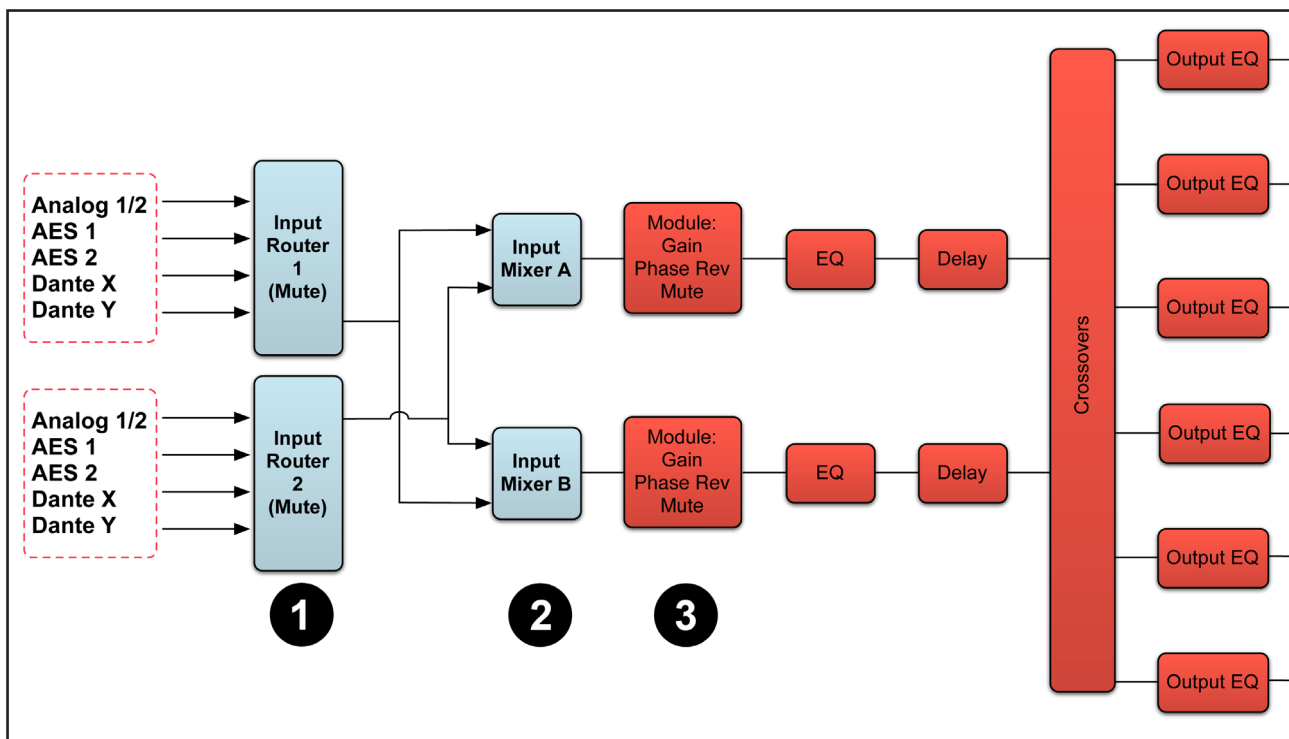 Analog 1/2
AES 1
AES 2
Dante X
Dante Y
Input
Router
1
(Mute)
Analog 1/2
AES 1
AES 2
Dante X
Dante Y
Input
Router
2
(Mute)
1
Input
Mixer A
Input
Mixer B
2
Module:
Gain
Phase Rev
Mute
Module:
Gain
Phase Rev
Mute
3
EQ
Delay
EQ
Delay
Crossovers
Output EQ
Output EQ
Output EQ
Output EQ
Output EQ
Output EQ